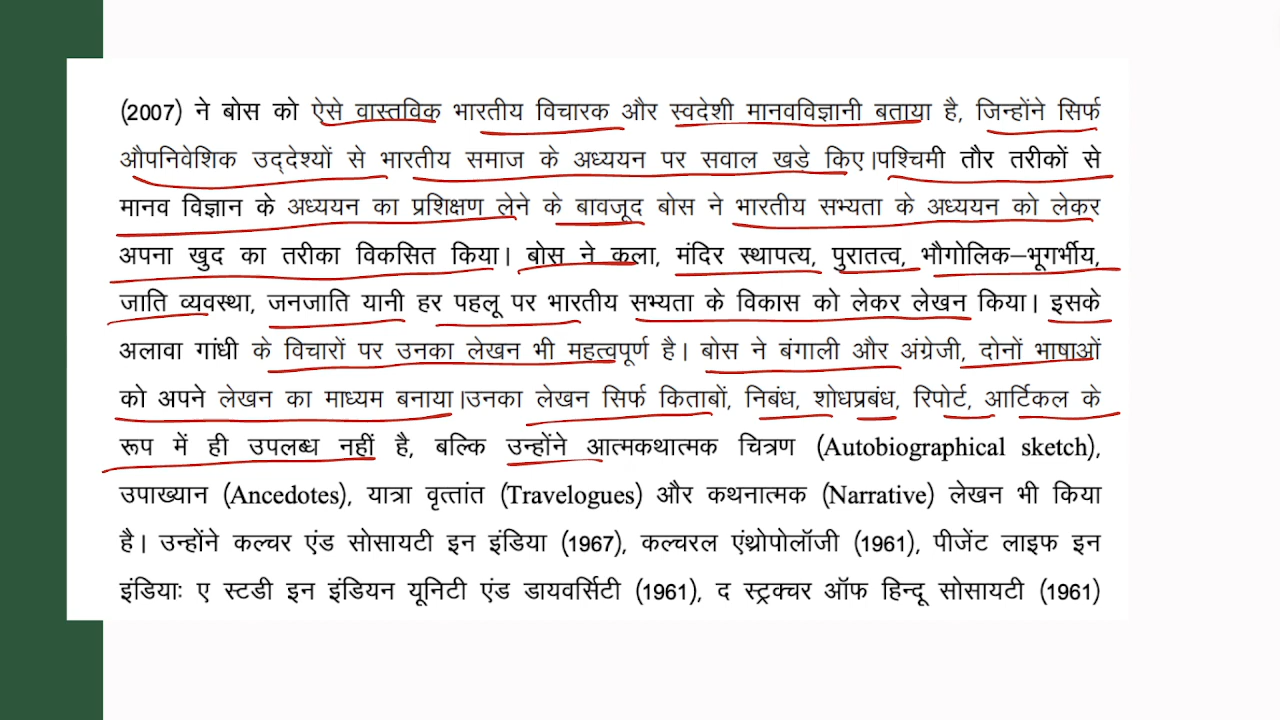 (2007) ने बोस को ऐसे वास्तविक भारतीय विचारक और स्वदेशी मानवविज्ञानी बताया है, जिन्होंने सिर्फ
औपनिवेशिक उद्देश्यों से भारतीय समाज के अध्ययन पर सवाल खडे किए।पश्चिमी तौर तरीकों से
मानव विज्ञान के अध्ययन का प्रशिक्षण लेने के बावजूद बोस ने भारतीय सभ्यता के अध्ययन को लेकर
अपना खुद का तरीका विकसित किया। बोस ने कला, मंदिर स्थापत्य, पुरातत्व, भौगोलिक–भूगर्भीय,
जाति व्यवस्था, जनजाति यानी हर पहलू पर भारतीय सभ्यता के विकास को लेकर लेखन किया। इसके
अलावा गांधी के विचारों पर उनका लेखन भी महत्वपूर्ण है। बोस ने बंगाली और अंग्रेजी, दोनों भाषाओं
को अपने लेखन का माध्यम बनाया।उनका लेखन सिर्फ किताबों, निबंध, शोधप्रबंध, रिपोर्ट, आर्टिकल के
रूप में ही उपलब्ध नहीं है, बल्कि उन्होंने आत्मकथात्मक चित्रण (Autobiographical sketch),
उपाख्यान (Ancedotes), यात्रा वृत्तांत (Travelogues) और कथनात्मक (Narrative) लेखन भी किया
है। उन्होंने कल्चर एंड सोसायटी इन इंडिया (1967), कल्चरल एंथ्रोपोलॉजी (1961), पीजेंट लाइफ इन
इंडियाः ए स्टडी इन इंडियन यूनिटी एंड डायवर्सिटी (1961), द स्ट्रक्चर ऑफ हिन्दू सोसायटी (1961)